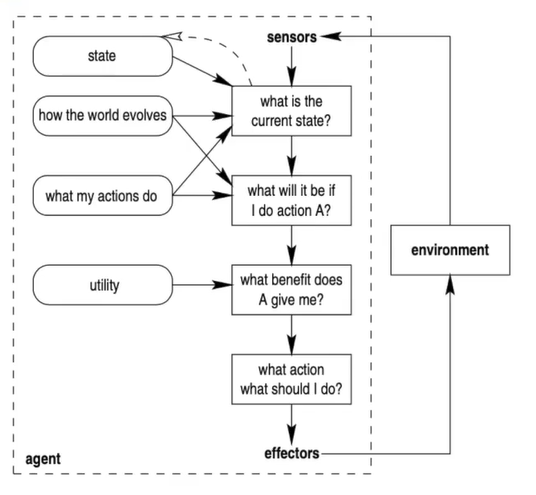 sensors
state
what is the
current state?
how the world evolves
what my actions do
what will it be if
I do action A?
environment
utility
what benefit does
A give me?
what action
what should I do?
effectors
agent